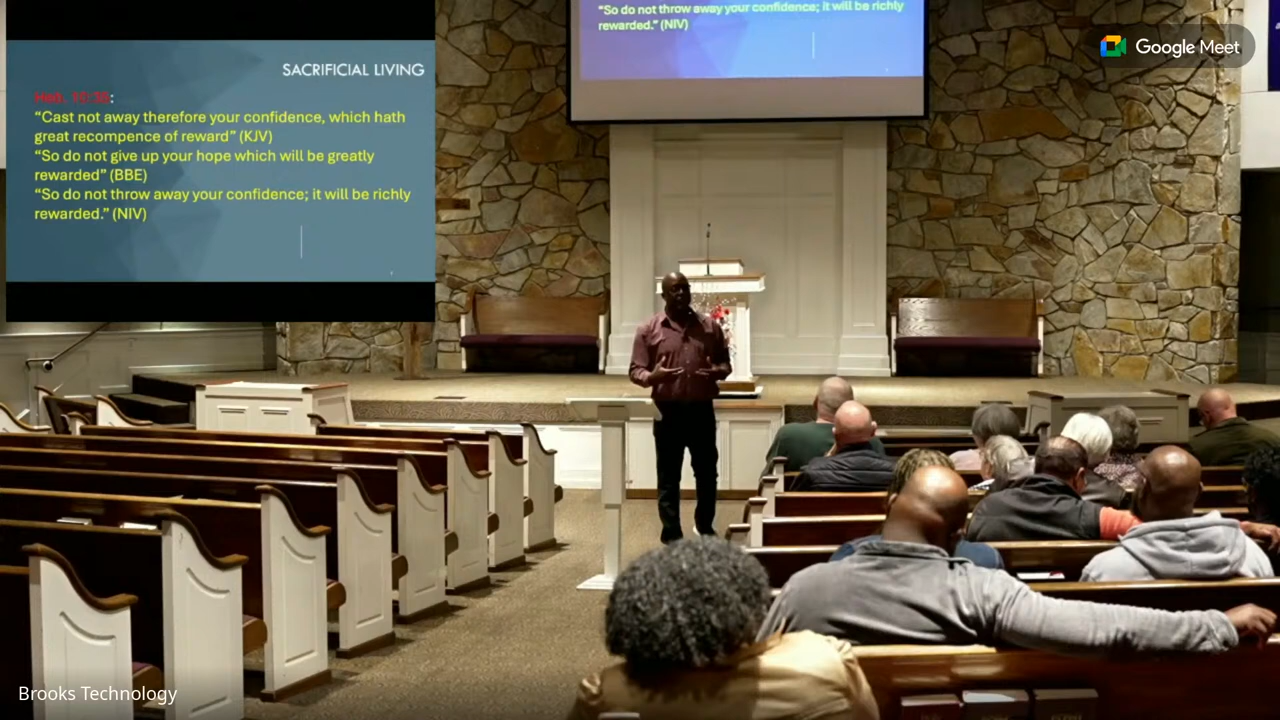 SACRIFICIAL LIVING
Heb. 10:35:
“Cast not away therefore your confidence, which hath
great recompence of reward” (KJV)
“So do not give up your hope which will be greatly
rewarded” (BBE)
“So do not throw away your confidence; it will be richly
rewarded.” (NIV)
“So do not throw away your confidence; it will be richly
rewarded.” (NIV)
Google Meet
Brooks Technology